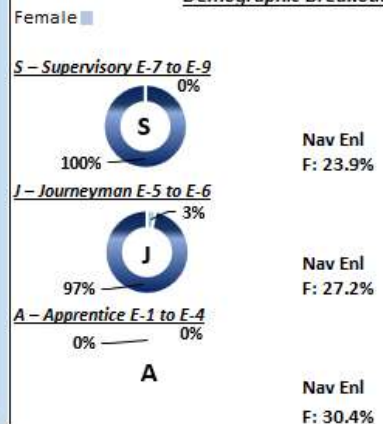 Female
S – Supervisory E-7 to E-9
0%
S
100%
Nav Enl
F: 23.9%
J – Journeyman E-5 to E-6
3%
J
97%
Nav Enl
F: 27.2%
A – Apprentice E-1 to E-4
0%
0%
A
Nav Enl
F: 30.4%